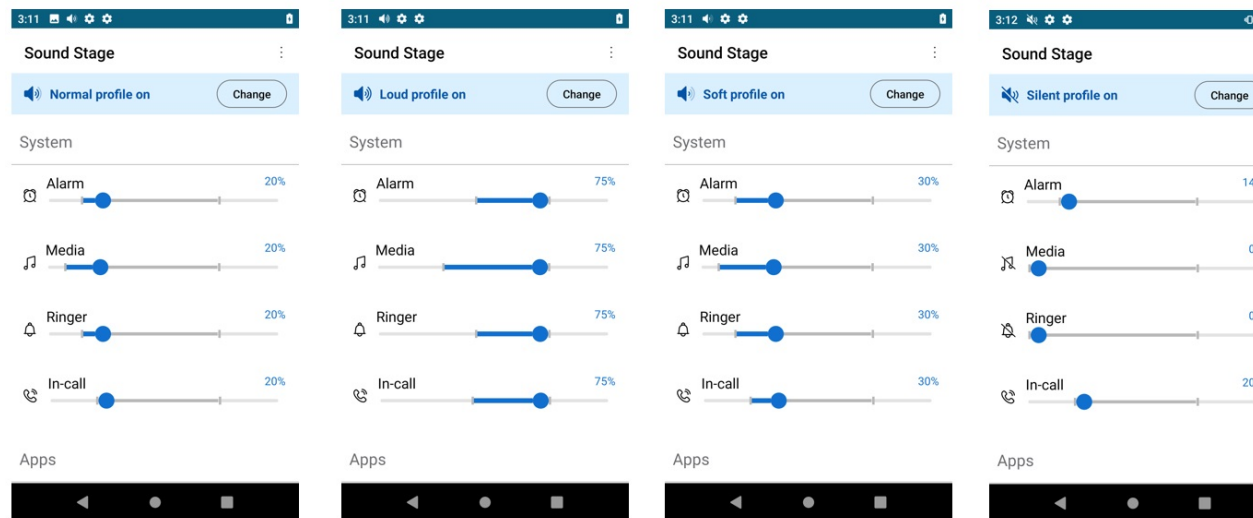 3:11
Sound Stage
Normal profile on
Change
System
Alarm
20%
Media
20%
Ringer
20%
In-call
20%
Apps
3:11
Sound Stage
Loud profile on
Change
System
Alarm
75%
Media
75%
Ringer
75%
In-call
75%
Apps
3:11
Sound Stage
Soft profile on
Change
System
Alarm
30%
Media
30%
Ringer
30%
In-call
30%
Apps
3:12
Sound Stage
Silent profile on
Change
System
Alarm
14
Media
Ringer
In-call
20
Apps